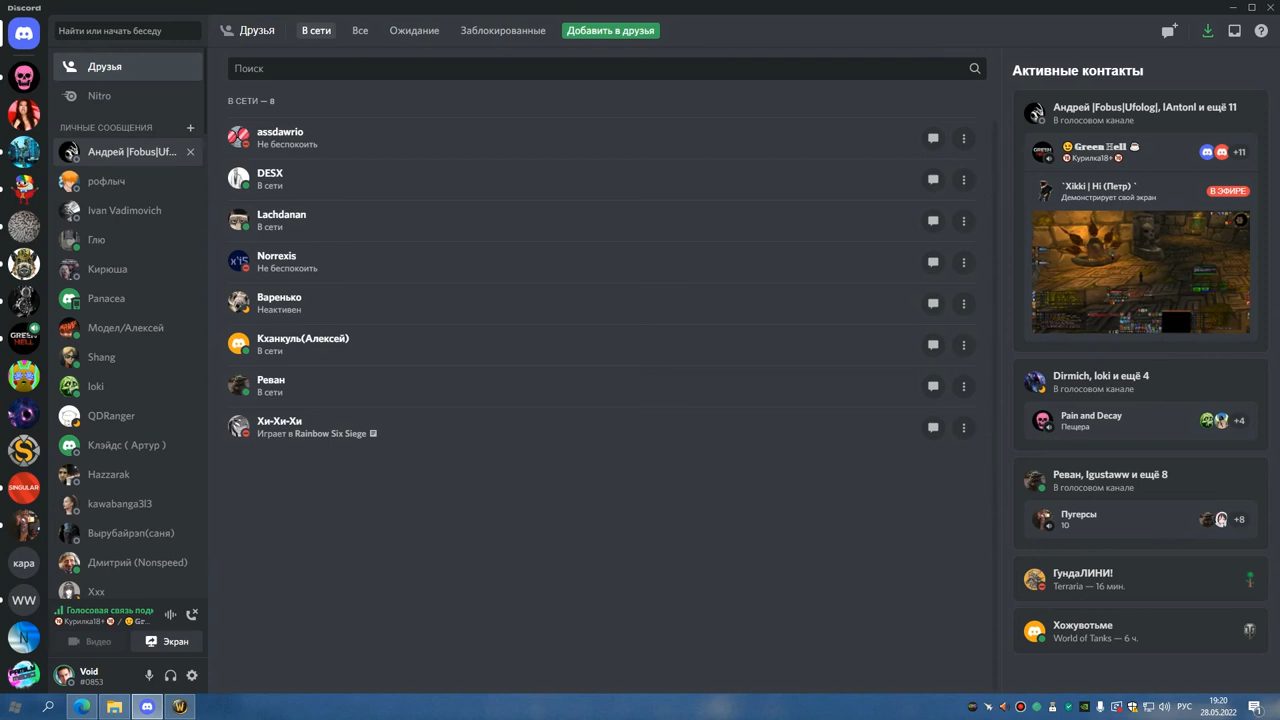 Discord
Найти или начать беседу
Друзья
В сети
Все
Ожидание
Заблокированные
Добавить в друзья
Друзья
Nitro
ЛИЧНЫЕ СООБЩЕНИЯ
Андрей |Fobus|Uf...
рофлыч
Ivan Vadimovich
Глю
Кирюша
Panacea
Модел/Алексей
Shang
loki
QDRanger
Клэйдс ( Артур )
Hazzarak
kawabanga3l3
Вырубайрэп(саня)
Дмитрий (Nonspeed)
Xxx
GREEN HELL
SINGULAR
кара
WW
Голосовая связь подк
Курилка18+ / Gr...
Видео
Экран
Void
#0853
Поиск
В СЕТИ — 8
assdawrio
Не беспокоить
DESX
В сети
Lachdanan
В сети
Norrexis
Не беспокоить
Варенько
Неактивен
Кханкуль(Алексей)
В сети
Реван
В сети
Хи-Хи-Хи
Играет в Rainbow Six Siege
Активные контакты
Андрей |Fobus|Ufolog|, lAntonl и ещё 11
В голосовом канале
Green Hell
Курилка18+
+11
`Xikki | Hi (Петр) `
Демонстрирует свой экран
В ЭФИРЕ
Dirmich, loki и ещё 4
В голосовом канале
Pain and Decay
Пещера
+4
Реван, Igustaww и ещё 8
В голосовом канале
Пугерсы
10
+8
ГундаЛИНИ!
Terraria — 16 мин.
Хожувотьме
World of Tanks — 6 ч.
РУС
19:20
28.05.2022
1